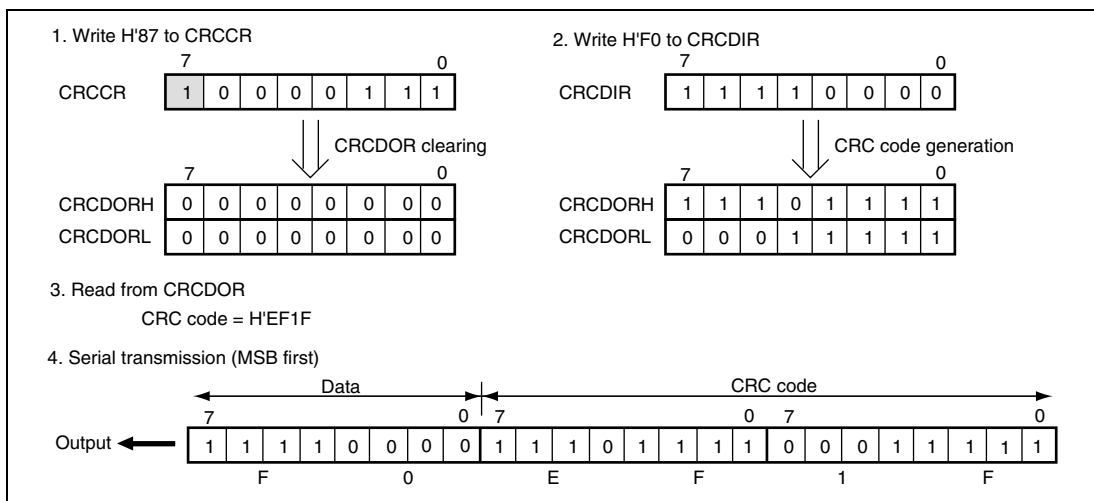 1. Write H'87 to CRCCR
7 0
CRCCR 1 0 0 0 0 1 1 1
CRCDOR clearing
7 0
CRCDORH 0 0 0 0 0 0 0 0
CRCDORL 0 0 0 0 0 0 0 0
2. Write H'F0 to CRCDIR
7 0
CRCDIR 1 1 1 1 0 0 0 0
CRC code generation
7 0
CRCDORH 1 1 1 0 1 1 1 1
CRCDORL 0 0 0 1 1 1 1 1
3. Read from CRCDOR
CRC code = H'EF1F
4. Serial transmission (MSB first)
Data CRC code
7 0 7 0 7 0
Output 1 1 1 1 0 0 0 0 1 1 1 0 1 1 1 1 0 0 0 1 1 1 1 1
F 0 E F 1 F